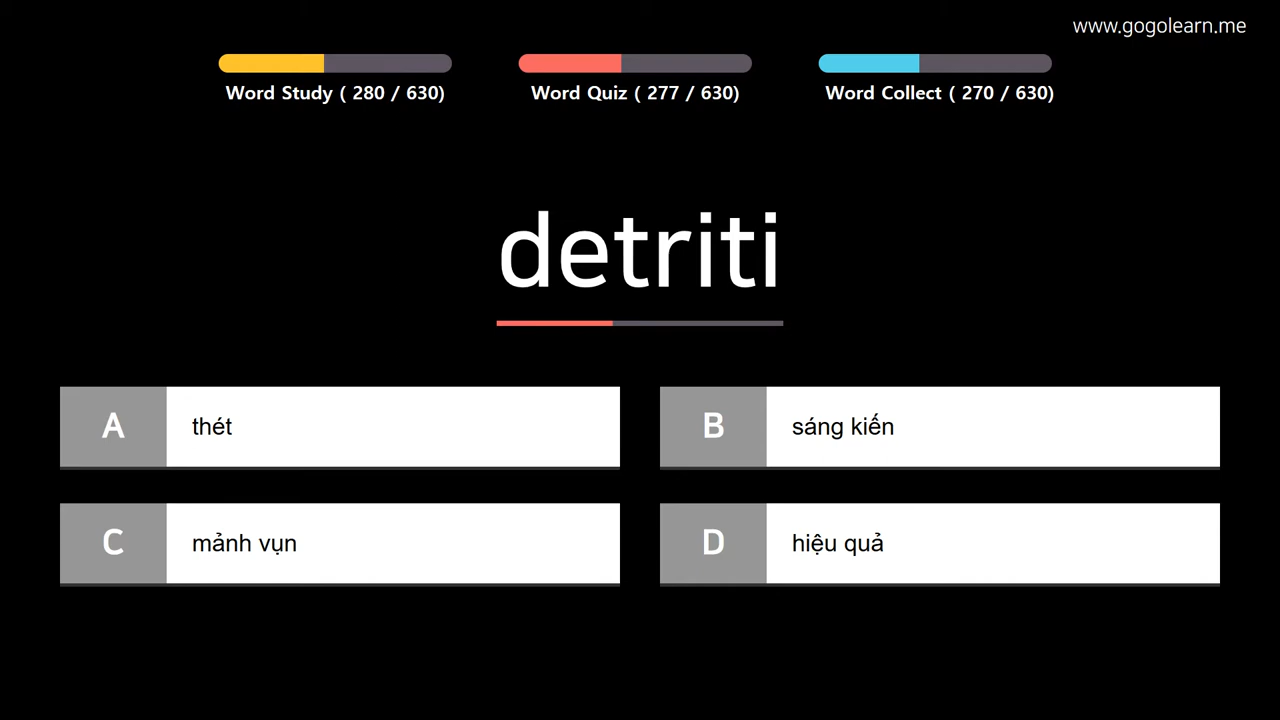 www.gogolearn.me
Word Study ( 280 / 630)
Word Quiz ( 277 / 630)
Word Collect ( 270 / 630)
detriti
A thét
B sáng kiến
C mảnh vụn
D hiệu quả